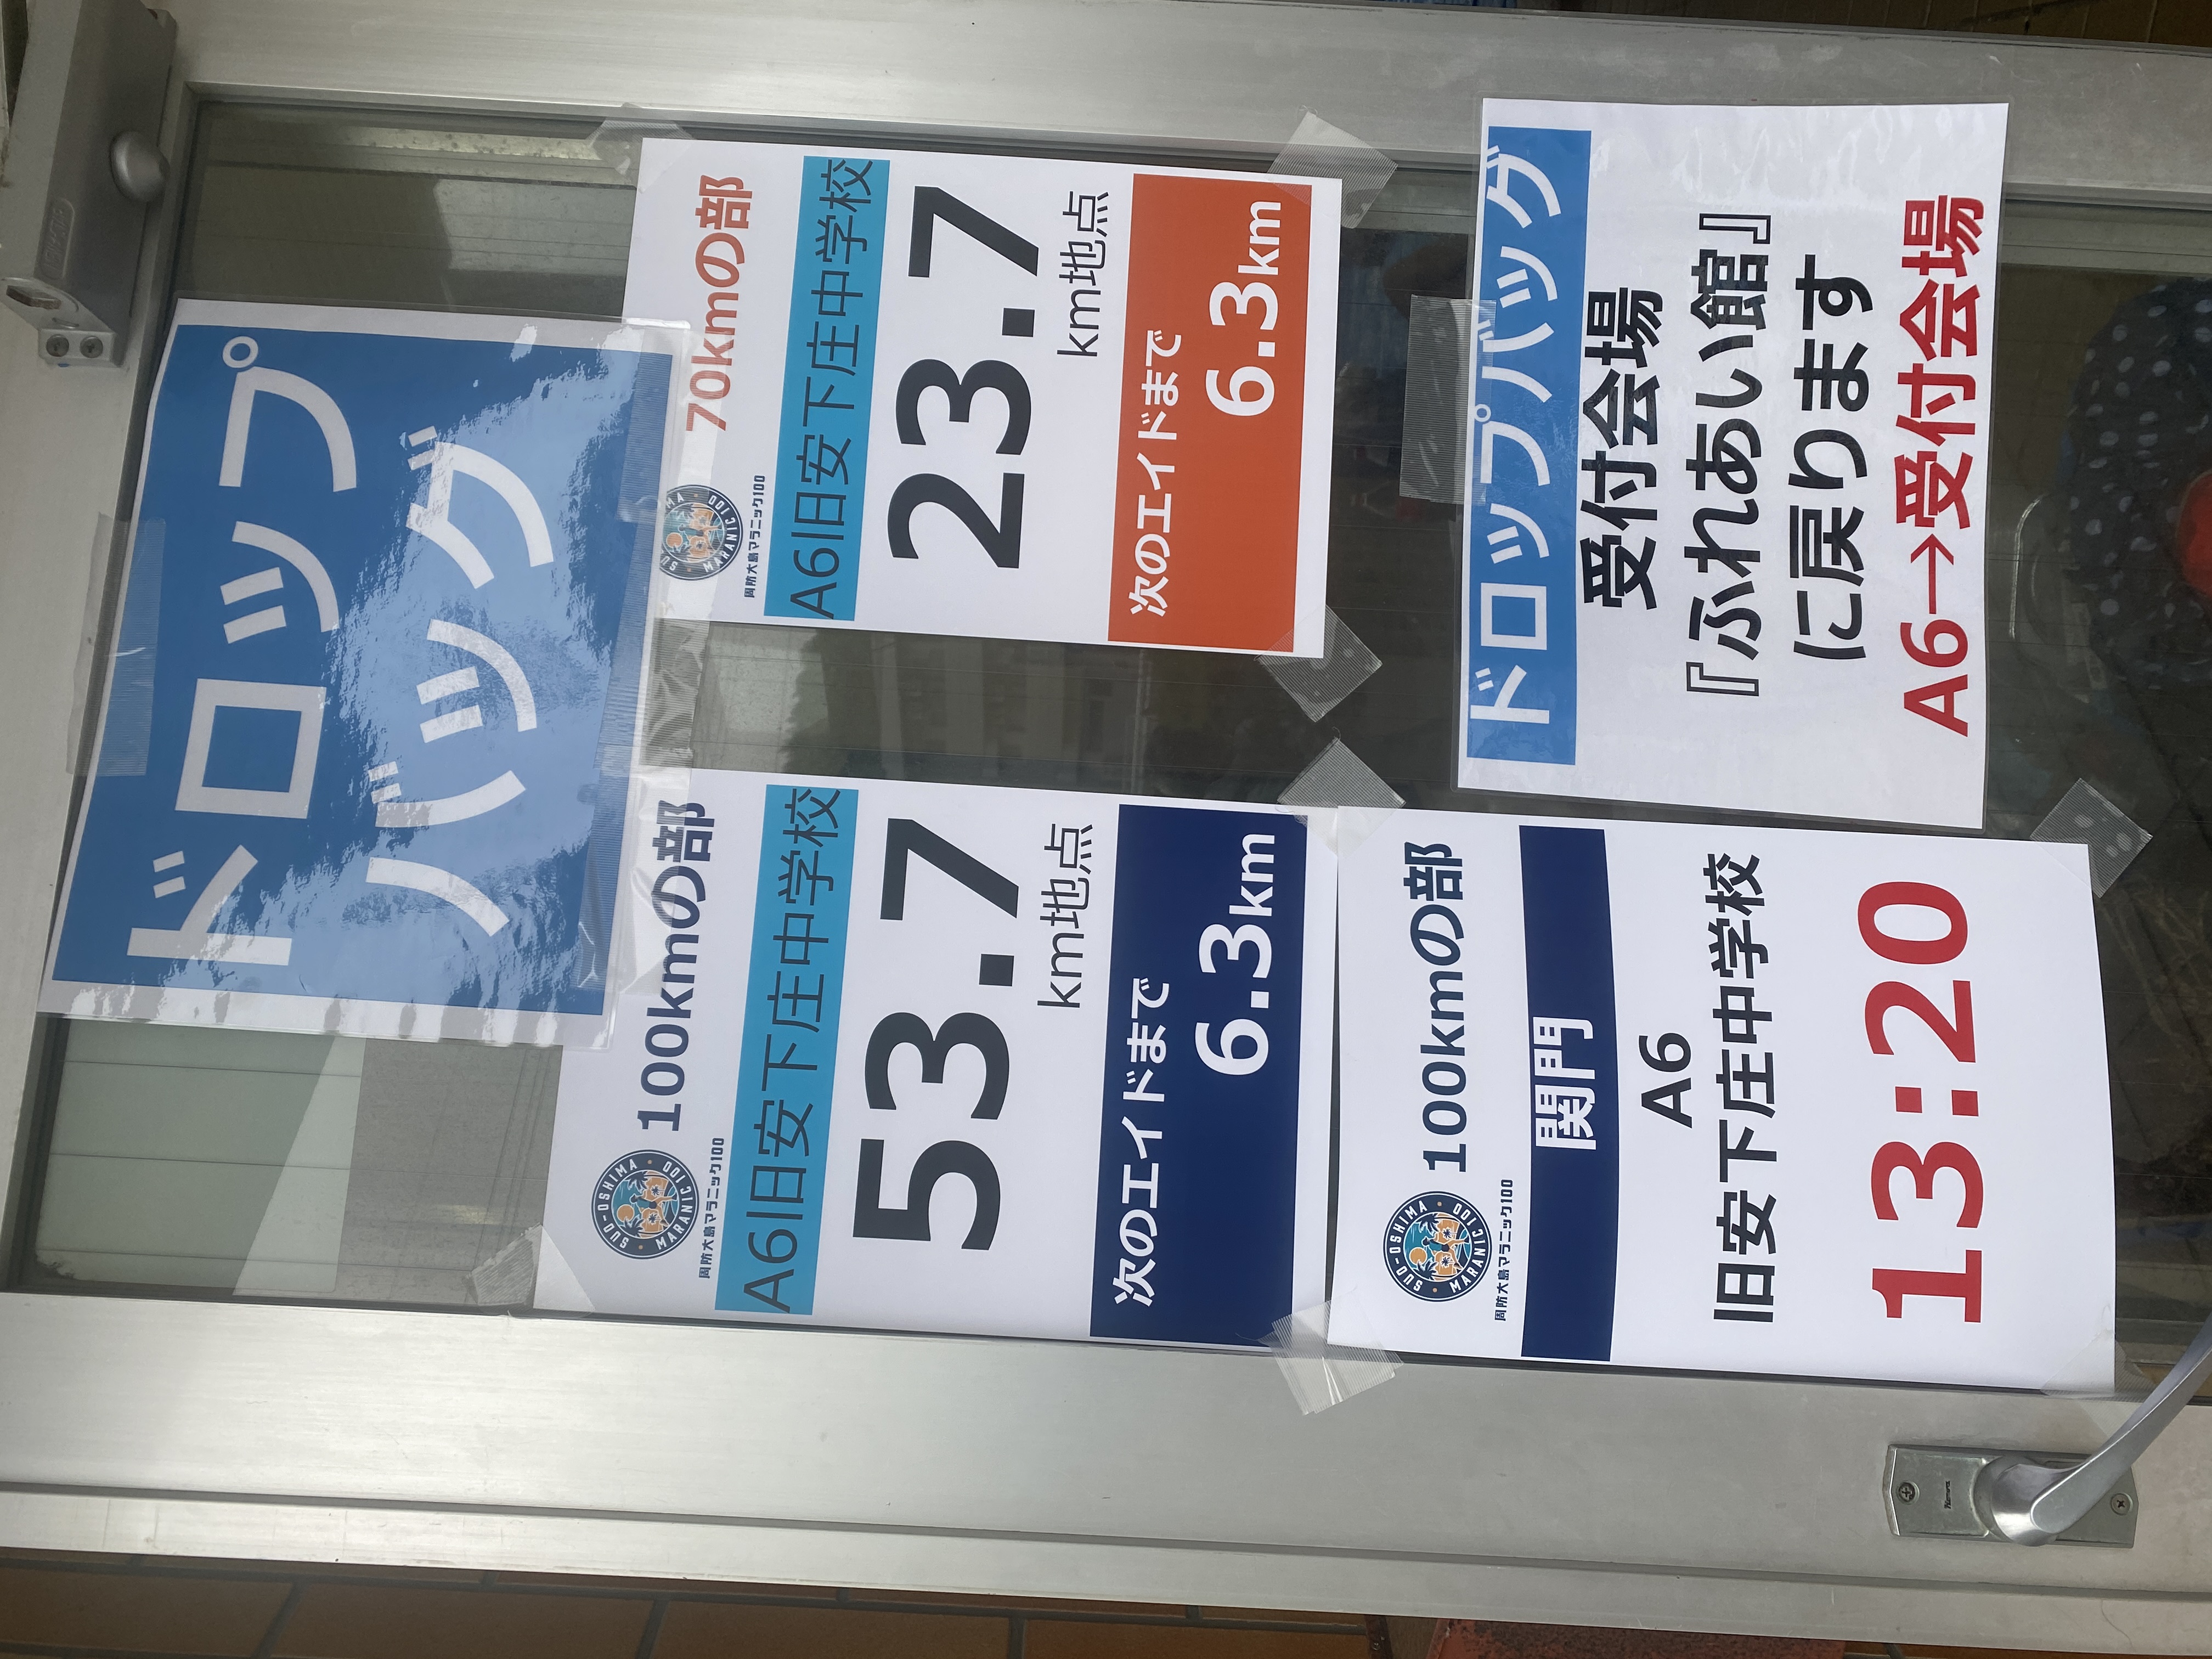 ドロップ
バッグ
100kmの部
SUO-OSHIMA
MARANIC 100
周防大島マラニック100
A6旧安下庄中学校
53.7
km地点
次のエイドまで
6.3km
70kmの部
SUO-OSHIMA
MARANIC 100
周防大島マラニック100
A6旧安下庄中学校
23.7
km地点
次のエイドまで
6.3km
100kmの部
SUO-OSHIMA
MARANIC 100
周防大島マラニック100
関門
A6
旧安下庄中学校
13:20
ドロップバッグ
受付会場
『ふれあい館』
に戻ります
A6→受付会場